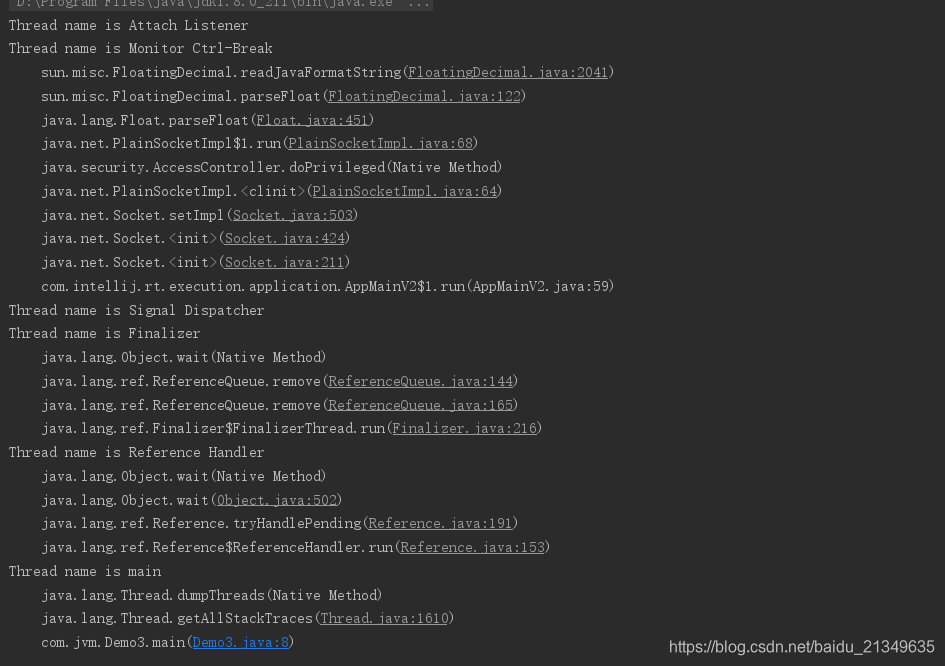 D:\Program Files\java\jdk1.8.0_211\bin\java.exe" ...
Thread name is Attach Listener
Thread name is Monitor Ctrl-Break
    sun.misc.FloatingDecimal.readJavaFormatString(FloatingDecimal.java:2041)
    sun.misc.FloatingDecimal.parseFloat(FloatingDecimal.java:122)
    java.lang.Float.parseFloat(Float.java:451)
    java.net.PlainSocketImpl$1.run(PlainSocketImpl.java:68)
    java.security.AccessController.doPrivileged(Native Method)
    java.net.PlainSocketImpl.<clinit>(PlainSocketImpl.java:64)
    java.net.Socket.setImpl(Socket.java:503)
    java.net.Socket.<init>(Socket.java:424)
    java.net.Socket.<init>(Socket.java:211)
    com.intellij.rt.execution.application.AppMainV2$1.run(AppMainV2.java:59)
Thread name is Signal Dispatcher
Thread name is Finalizer
    java.lang.Object.wait(Native Method)
    java.lang.ref.ReferenceQueue.remove(ReferenceQueue.java:144)
    java.lang.ref.ReferenceQueue.remove(ReferenceQueue.java:165)
    java.lang.ref.Finalizer$FinalizerThread.run(Finalizer.java:216)
Thread name is Reference Handler
    java.lang.Object.wait(Native Method)
    java.lang.Object.wait(Object.java:502)
    java.lang.ref.Reference.tryHandlePending(Reference.java:191)
    java.lang.ref.Reference$ReferenceHandler.run(Reference.java:153)
Thread name is main
    java.lang.Thread.dumpThreads(Native Method)
    java.lang.Thread.getAllStackTraces(Thread.java:1610)
    com.jvm.Demo3.main(Demo3.java:8)
https://blog.csdn.net/baidu_21349635